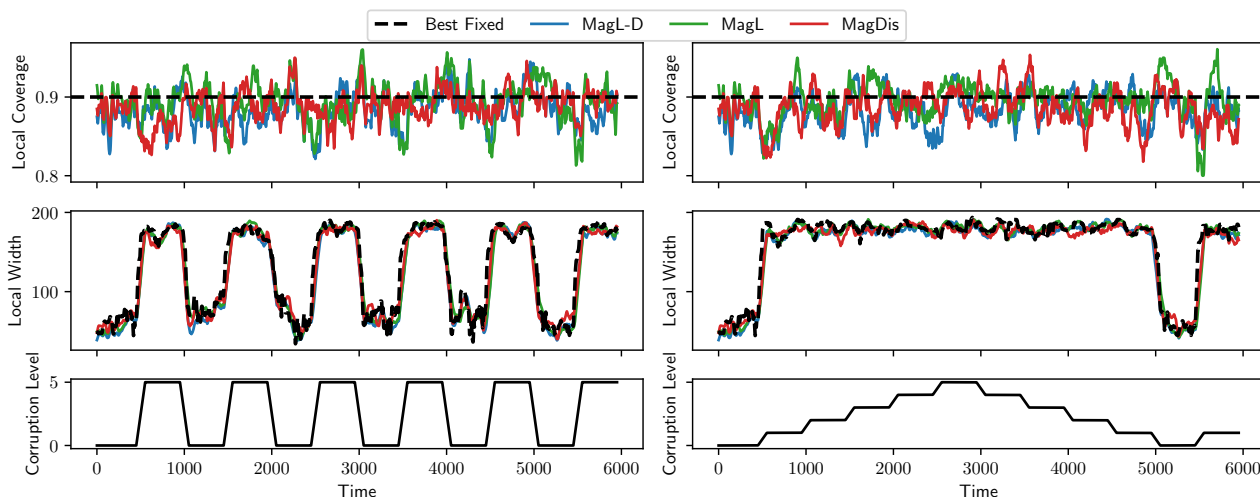 Best Fixed MagL-D MagL MagDis
Local Coverage
0.9
0.8
Local Coverage
Local Width
200
100
Local Width
Corruption Level
5
0
0 1000 2000 3000 4000 5000 6000
Time
Corruption Level
0 1000 2000 3000 4000 5000 6000
Time